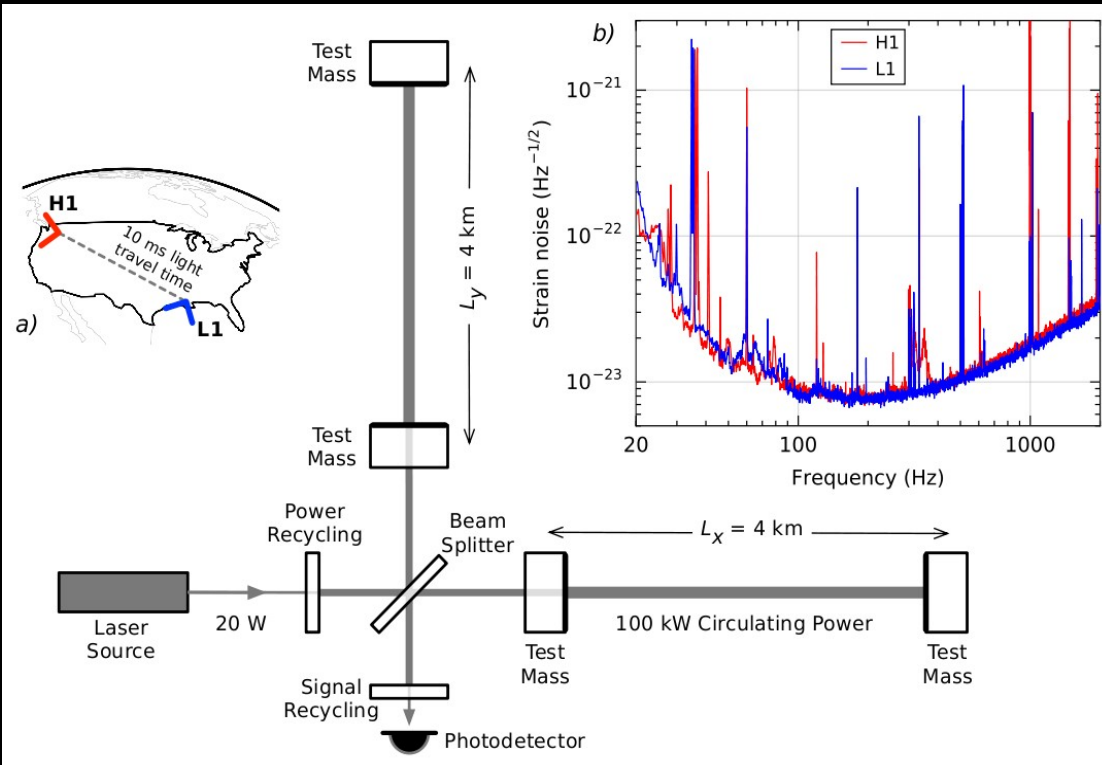 Test
Mass
L_y = 4 km
H1
10 ms light
travel time
a)
L1
Test
Mass
Power
Recycling
Beam
Splitter
L_x = 4 km
Laser
Source
20 W
100 kW Circulating Power
Test
Mass
Test
Mass
Signal
Recycling
Photodetector
b)
H1
L1
Strain noise (Hz^{-1/2})
10^{-21}
10^{-22}
10^{-23}
20
100
1000
Frequency (Hz)